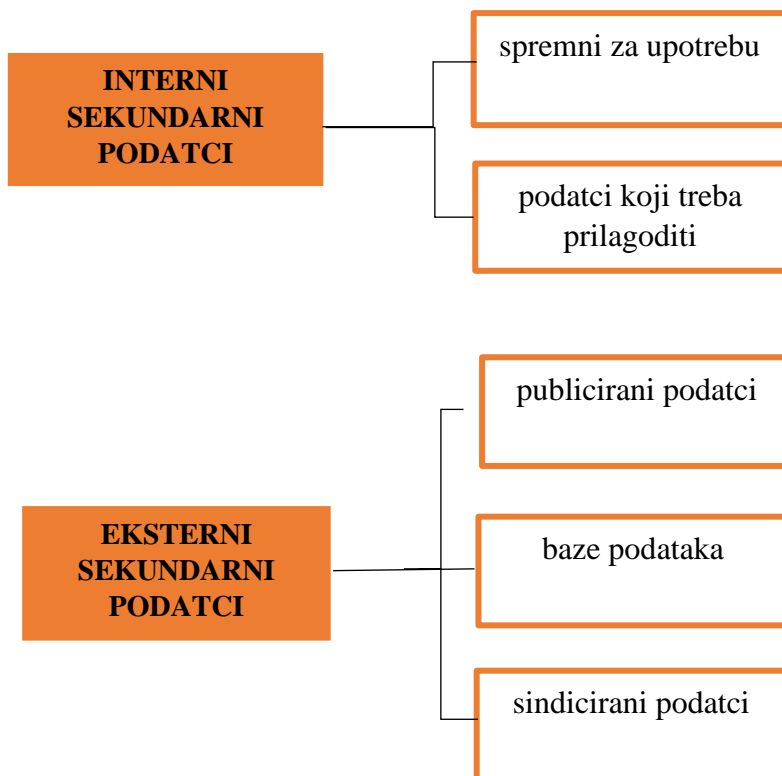 INTERNI
SEKUNDARNI
PODATCI
spremni za upotrebu
podatci koji treba
prilagoditi
EKSTERNI
SEKUNDARNI
PODATCI
publicirani podatci
baze podataka
sindicirani podatci